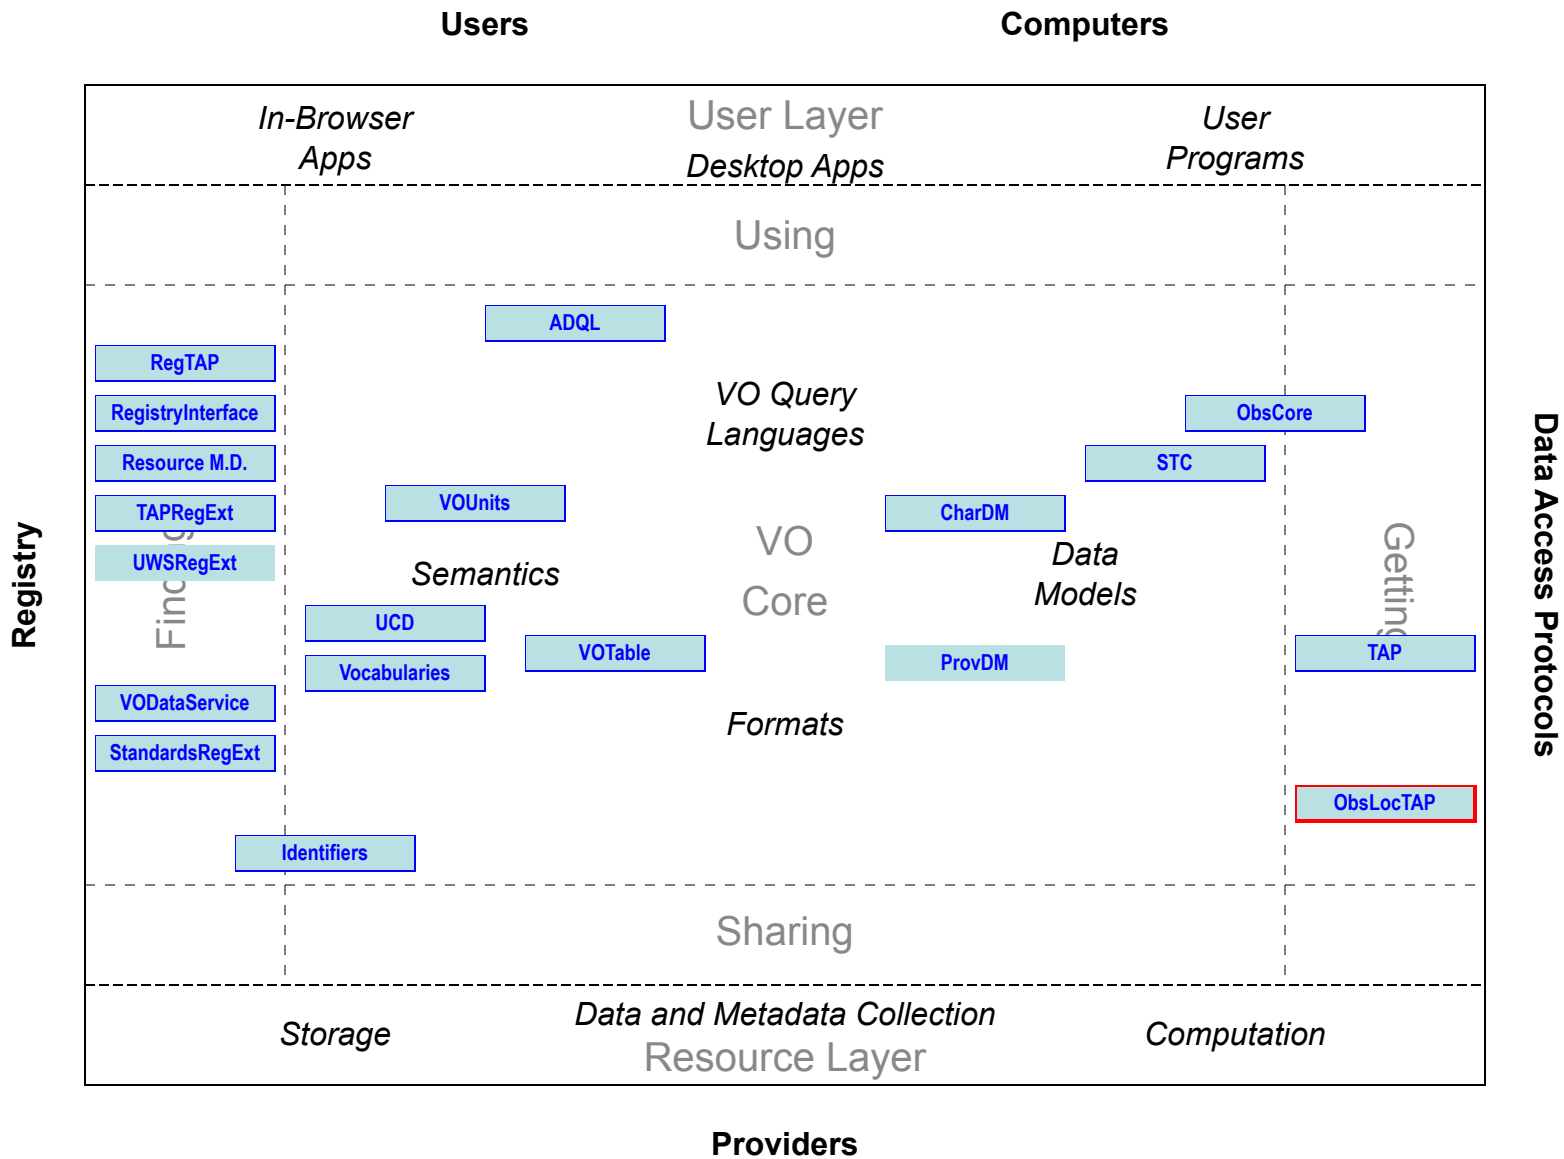 Users
Computers
In-Browser
Apps
User Layer
Desktop Apps
User
Programs
Using
ADQL
RegTAP
RegistryInterface
Resource M.D.
TAPRegExt
UWSRegExt
VODataService
StandardsRegExt
Identifiers
Finding
Registry
VO Query
Languages
VOUnits
Semantics
UCD
Vocabularies
VOTable
VO
Core
Formats
ObsCore
STC
CharDM
Data
Models
ProvDM
Getting
TAP
ObsLocTAP
Data Access Protocols
Sharing
Storage
Data and Metadata Collection
Resource Layer
Computation
Providers